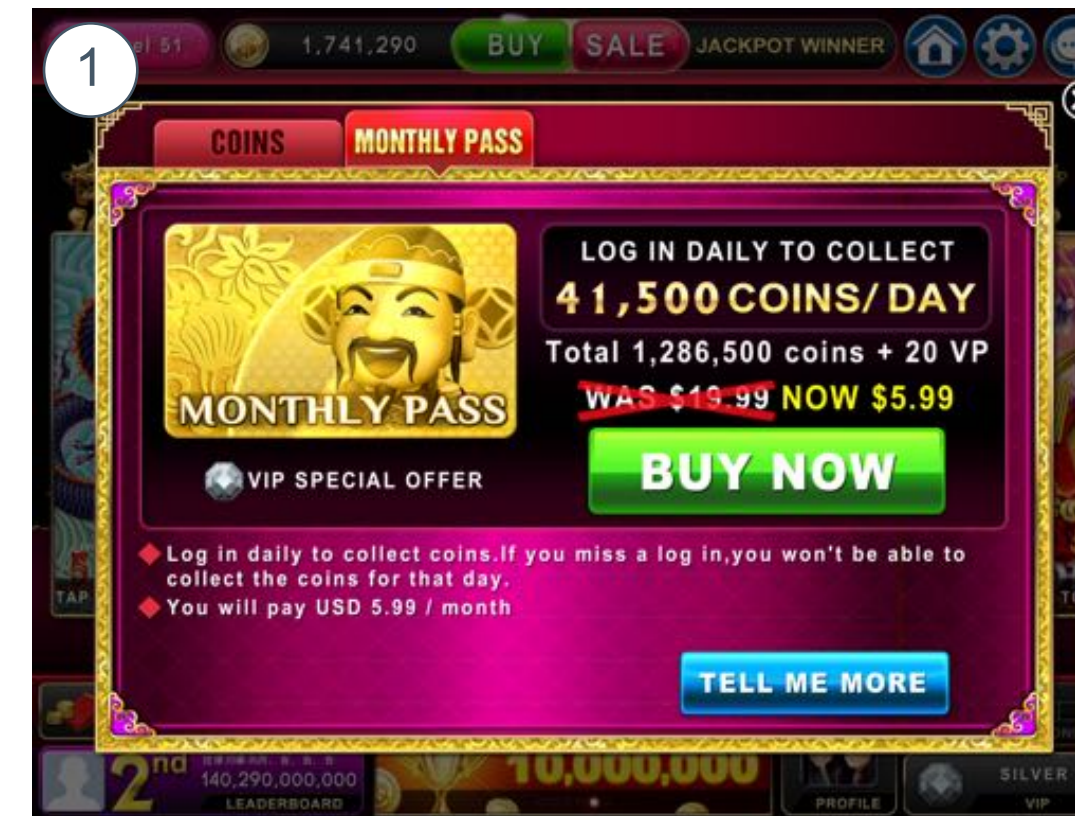 1
el 51
1,741,290
BUY
SALE
JACKPOT WINNER
COINS
MONTHLY PASS
LOG IN DAILY TO COLLECT
41,500 COINS/DAY
Total 1,286,500 coins + 20 VP
WAS $19.99 NOW $5.99
MONTHLY PASS
BUY NOW
VIP SPECIAL OFFER
Log in daily to collect coins.If you miss a log in,you won't be able to
collect the coins for that day.
You will pay USD 5.99 / month
TAP
TELL ME MORE
2nd
140,290,000,000
LEADERBOARD
10,000,000
PROFILE
SILVER
VIP